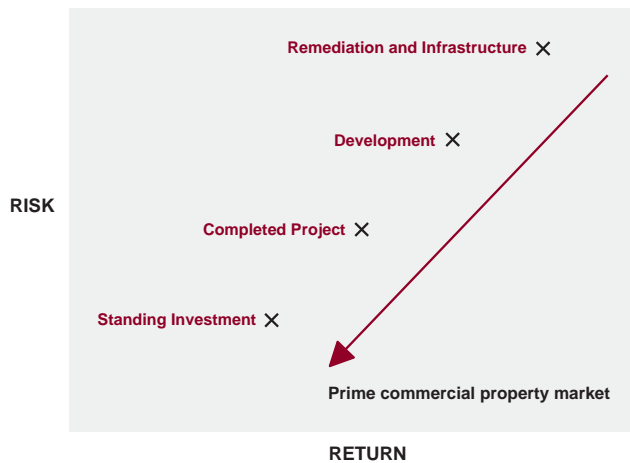 Remediation and Infrastructure
Development
RISK
Completed Project
Standing Investment
Prime commercial property market
RETURN